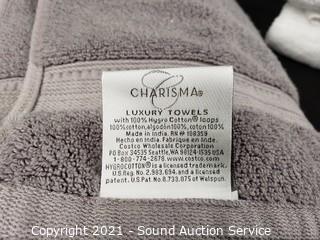 C
CHARISMA®
LUXURY TOWELS
with 100% Hygro Cotton® loops
100% cotton, algodón 100%, coton 100%
Made in India. RN # 108359
Hecho en India. Fabriqué en Inde
Costco Wholesale Corporation
PO Box 34535 Seattle, WA 98124-1535 USA
1-800-774-2678 www.costco.com
HYGROCOTTON® is a licensed trademark.
U.S. Reg. No. 2,983,694, and a licensed
patent, U.S. Pat No. 8,733,075 of Welspun.
Copyright 2021 - Sound Auction Service